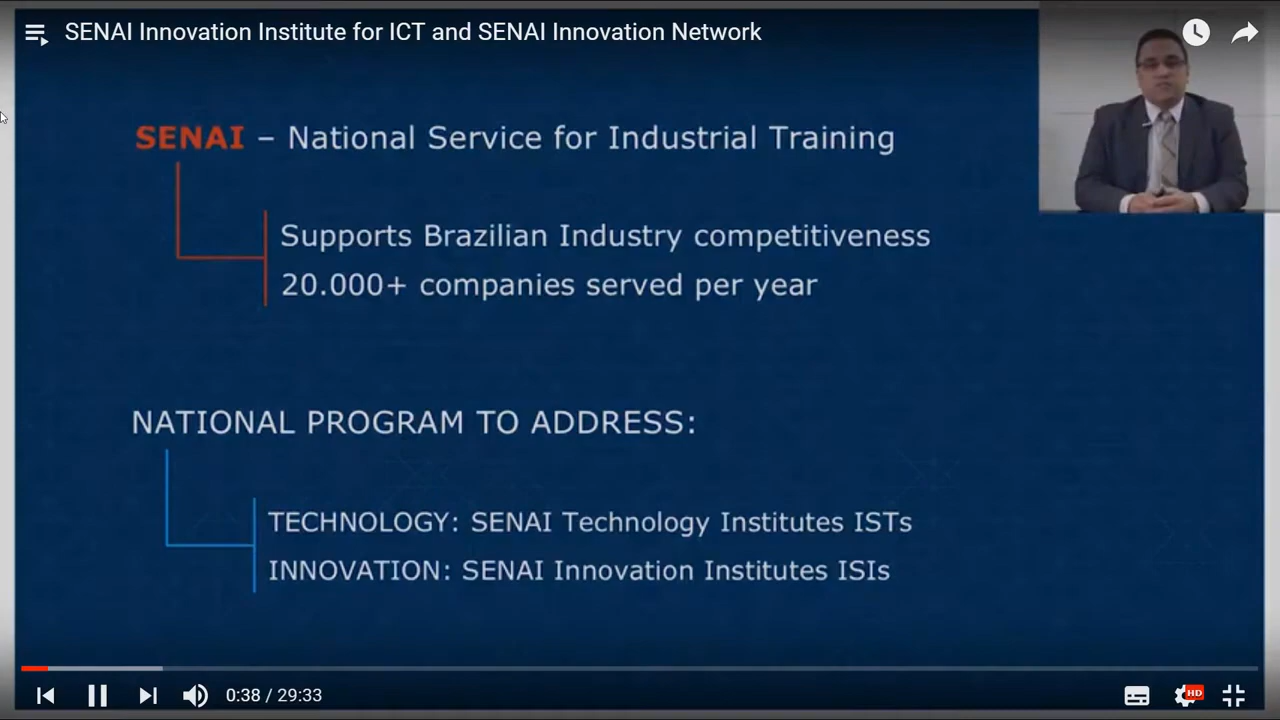 SENAI Innovation Institute for ICT and SENAI Innovation Network
SENAI – National Service for Industrial Training
Supports Brazilian Industry competitiveness
20.000+ companies served per year
NATIONAL PROGRAM TO ADDRESS:
TECHNOLOGY: SENAI Technology Institutes ISTs
INNOVATION: SENAI Innovation Institutes ISIs
0:38 / 29:33
HD